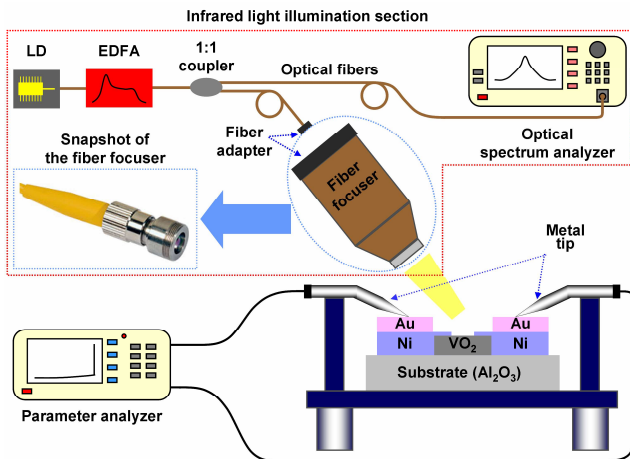 Infrared light illumination section
LD
EDFA
1:1
coupler
Optical fibers
Fiber
adapter
Optical
spectrum analyzer
Snapshot of
the fiber focuser
Fiber
focuser
Metal
tip
Au
Au
Ni
VO₂
Ni
Substrate (Al₂O₃)
Parameter analyzer